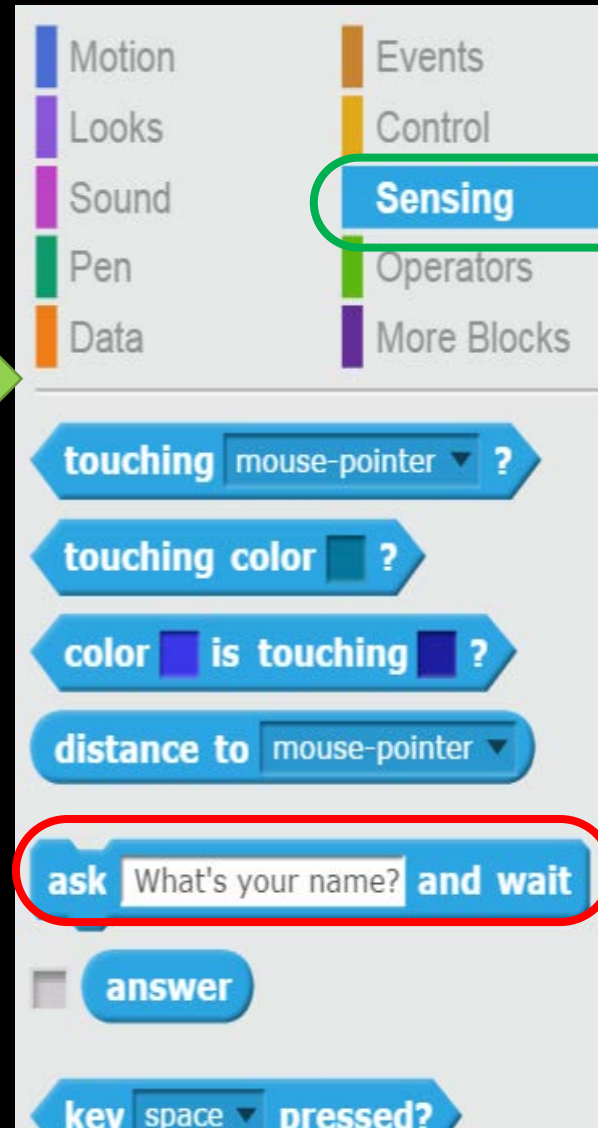 Motion
Events
Looks
Control
Sound
Sensing
Pen
Operators
Data
More Blocks
touching mouse-pointer ?
touching color ?
color is touching ?
distance to mouse-pointer
ask What's your name? and wait
answer
key space pressed?